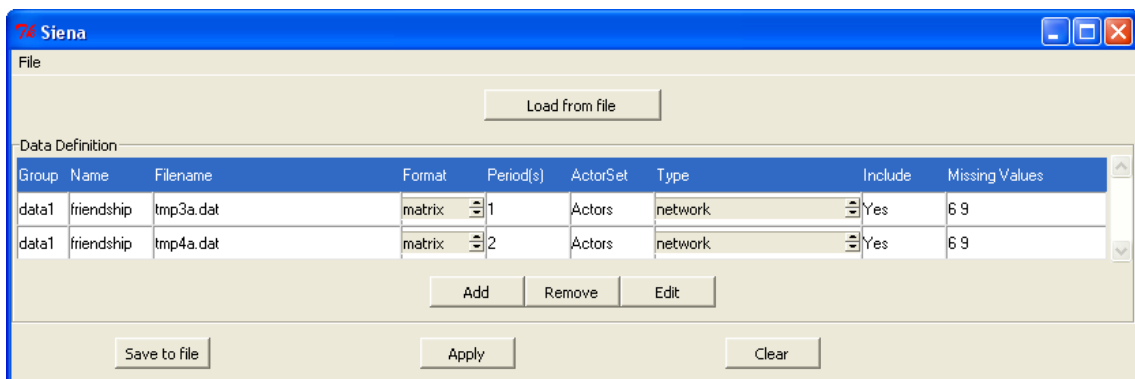 Siena
File
Load from file
Data Definition
Group Name Filename Format Period(s) ActorSet Type Include Missing Values
data1 friendship tmp3a.dat matrix 1 Actors network Yes 6 9
data1 friendship tmp4a.dat matrix 2 Actors network Yes 6 9
Add Remove Edit
Save to file Apply Clear